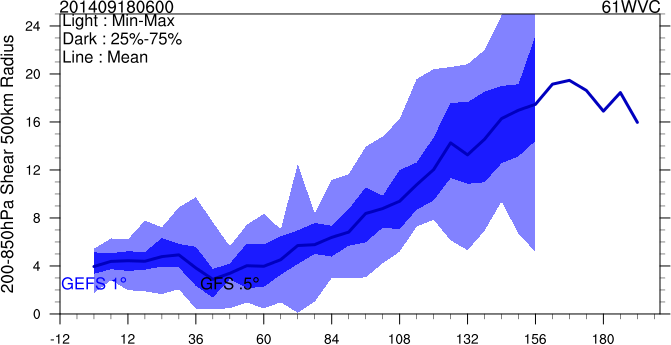 201409180600 61WVC
Light : Min-Max
Dark : 25%-75%
Line : Mean
200-850hPa Shear 500km Radius
24
20
16
12
8
4
0
GEFS 1° GFS .5°
-12 12 36 60 84 108 132 156 180